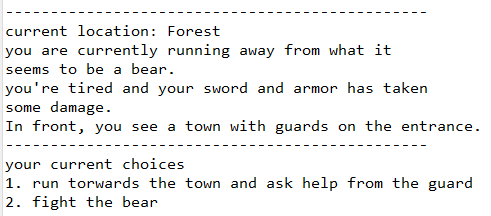 -----------------------------------------------
current location: Forest
you are currently running away from what it
seems to be a bear.
you're tired and your sword and armor has taken
some damage.
In front, you see a town with guards on the entrance.
-----------------------------------------------
your current choices
1. run torwards the town and ask help from the guard
2. fight the bear